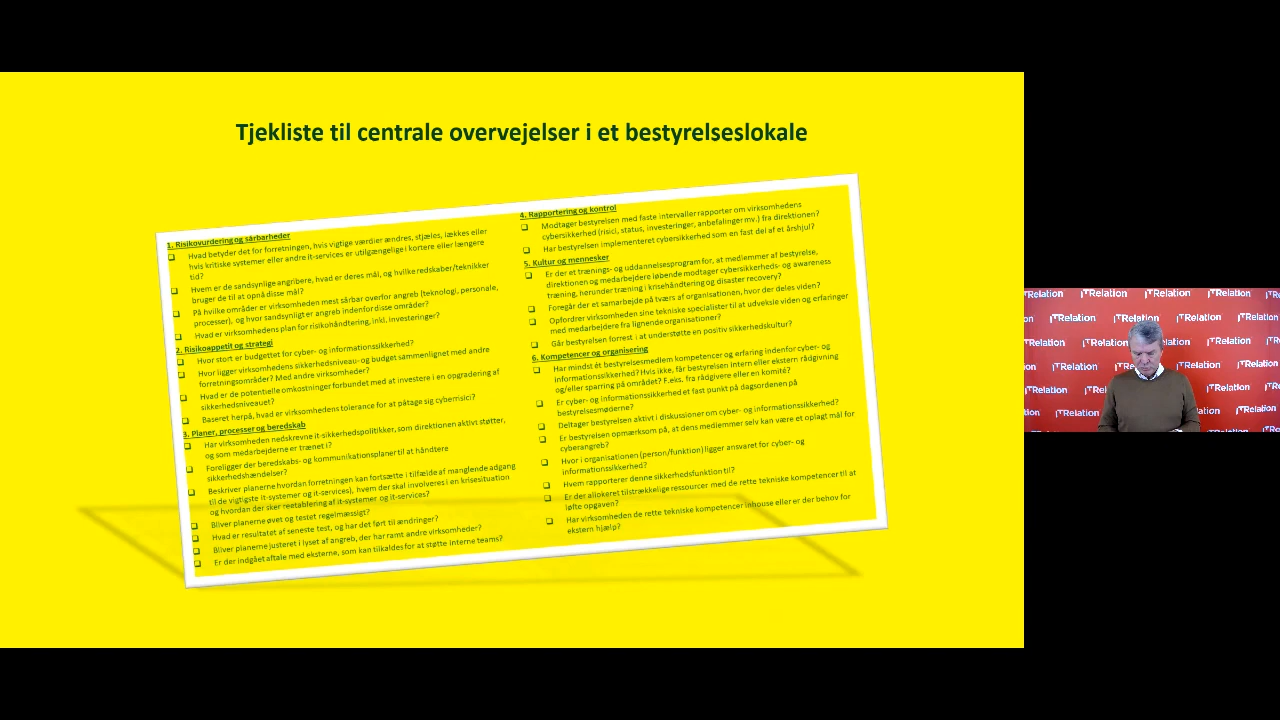 Tjekliste til centrale overvejelser i et bestyrelseslokale
1. Risikovurdering og sårbarheder
Hvad betyder det for forretningen, hvis vigtige værdier ændres, stjæles, lækkes eller
hvis kritiske systemer eller andre it-services er utilgængelige i kortere eller længere
tid?
Hvem er de sandsynlige angribere, hvad er deres mål, og hvilke redskaber/teknikker
bruger de til at opnå disse mål?
På hvilke områder er virksomheden mest sårbar overfor angreb (teknologi, personale,
processer), og hvor sandsynligt er angreb indenfor disse områder?
Hvad er virksomhedens plan for risikohåndtering, inkl. investeringer?
2. Risikoappetit og strategi
Hvor stort er budgettet for cyber- og informationssikkerhed?
Hvor ligger virksomhedens sikkerhedsniveau- og budget sammenlignet med andre
forretningsområder? Med andre virksomheder?
Hvad er de potentielle omkostninger forbundet med at investere i en opgradering af
sikkerhedsniveauet?
Baseret herpå, hvad er virksomhedens tolerance for at påtage sig cyberrisici?
3. Planer, processer og beredskab
Har virksomheden nedskrevne it-sikkerhedspolitikker, som direktionen aktivt støtter,
og som medarbejderne er trænet i?
Foreligger der beredskabs- og kommunikationsplaner til at håndtere
sikkerhedshændelser?
Beskriver planerne hvordan forretningen kan fortsætte i tilfælde af manglende adgang
til de vigtigste it-systemer og it-services), hvem der skal involveres i en krisesituation
og hvordan der sker reetablering af it-systemer og it-services?
Bliver planerne øvet og testet regelmæssigt?
Hvad er resultatet af seneste test, og har det ført til ændringer?
Bliver planerne justeret i lyset af angreb, der har ramt andre virksomheder?
Er der indgået aftale med eksterne, som kan tilkaldes for at støtte interne teams?
4. Rapportering og kontrol
Modtager bestyrelsen med faste intervaller rapporter om virksomhedens
cybersikkerhed (risici, status, investeringer, anbefalinger mv.) fra direktionen?
Har bestyrelsen implementeret cybersikkerhed som en fast del af et årshjul?
5. Kultur og mennesker
Er der et trænings- og uddannelsesprogram for, at medlemmer af bestyrelse,
direktionen og medarbejdere løbende modtager cybersikkerheds- og awareness
træning, herunder træning i krisehåndtering og disaster recovery?
Foregår der et samarbejde på tværs af organisationen, hvor der deles viden?
Opfordrer virksomheden sine tekniske specialister til at udveksle viden og erfaringer
med medarbejdere fra lignende organisationer?
Går bestyrelsen forrest i at understøtte en positiv sikkerhedskultur?
6. Kompetencer og organisering
Har mindst ét bestyrelsesmedlem kompetencer og erfaring indenfor cyber- og
informationssikkerhed? Hvis ikke, får bestyrelsen intern eller ekstern rådgivning
og/eller sparring på området? F.eks. fra rådgivere eller en komité?
Er cyber- og informationssikkerhed et fast punkt på dagsordenen på
bestyrelsesmøderne?
Deltager bestyrelsen aktivt i diskussionen om cyber- og informationssikkerhed?
Er bestyrelsen opmærksom på, at dens medlemmer selv kan være et oplagt mål for
cyberangreb?
Hvor i organisationen (person/funktion) ligger ansvaret for cyber- og
informationssikkerhed?
Hvem rapporterer denne sikkerhedsfunktion til?
Er der allokeret tilstrækkelige ressourcer med de rette tekniske kompetencer til at
løfte opgaven?
Har virksomheden de rette tekniske kompetencer inhouse eller er der behov for
ekstern hjælp?
Relation ITRelation ITRelation ITRelation
ITRelation ITRelation ITRelation
Relation ITRelation
ITRelation ITRelation
ITRelation ITRelation
ITRelation ITRelation